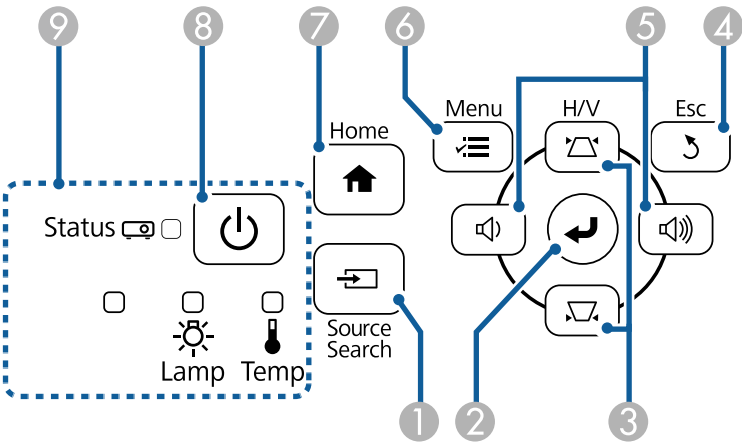 9
8
7
6
5
4
Menu
H/V
Esc
Home
Status
Source
Search
Lamp
Temp
1
2
3